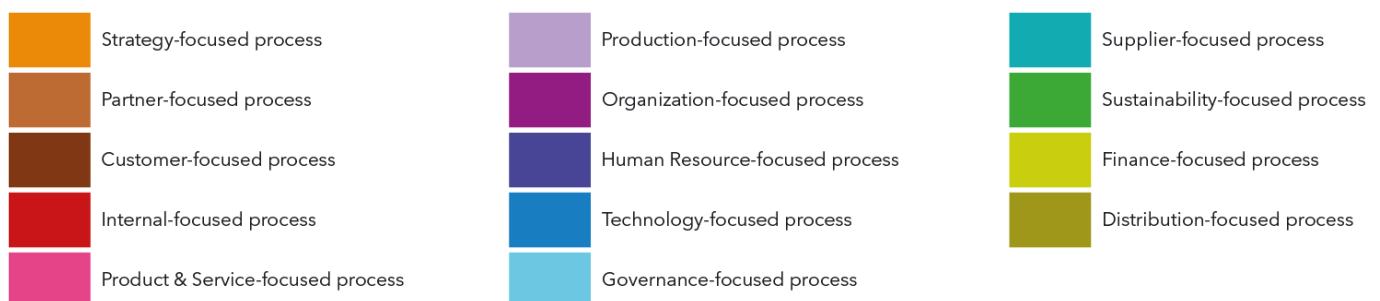 Strategy-focused process
Partner-focused process
Customer-focused process
Internal-focused process
Product & Service-focused process
Production-focused process
Organization-focused process
Human Resource-focused process
Technology-focused process
Governance-focused process
Supplier-focused process
Sustainability-focused process
Finance-focused process
Distribution-focused process